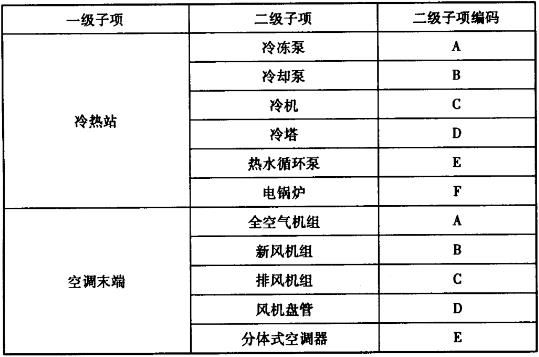 一级子项 二级子项 二级子项编码
冷热站 冷冻泵 A
冷却泵 B
冷机 C
冷塔 D
热水循环泵 E
电锅炉 F
空调末端 全空气机组 A
新风机组 B
排风机组 C
风机盘管 D
分体式空调器 E